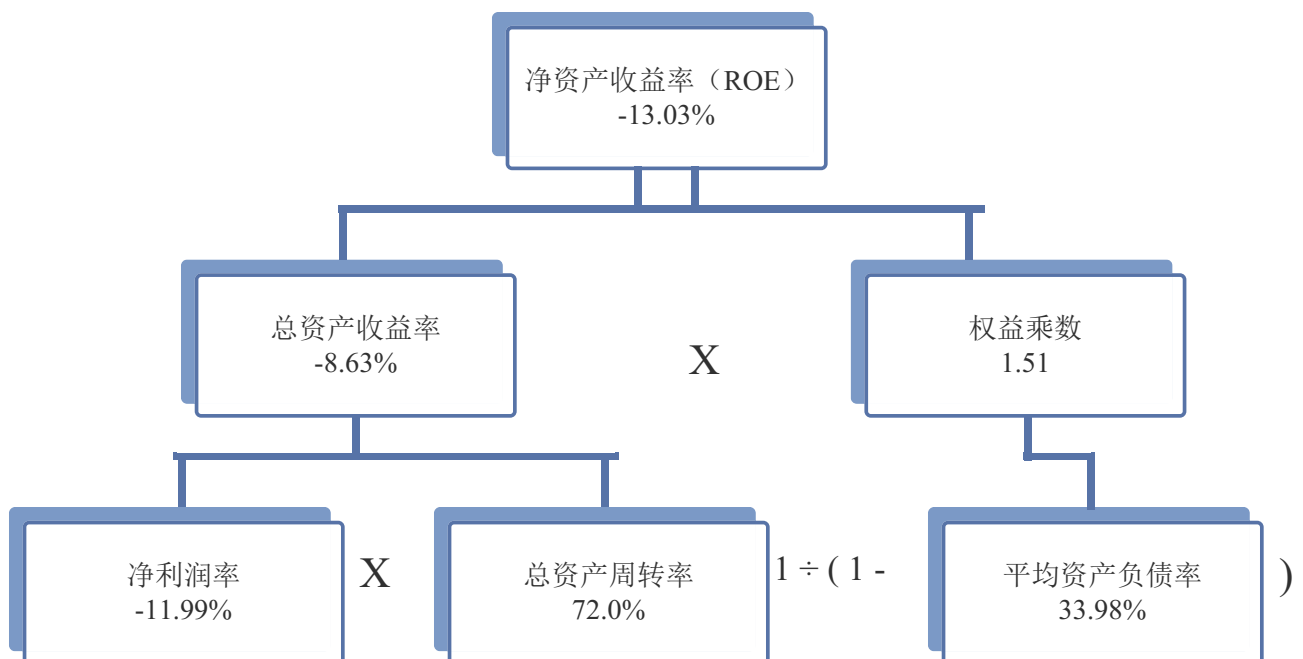 净资产收益率（ROE）
-13.03%
总资产收益率
-8.63%
X
权益乘数
1.51
净利润率
-11.99%
X
总资产周转率
72.0%
1 ÷ ( 1 -
平均资产负债率
33.98%
)